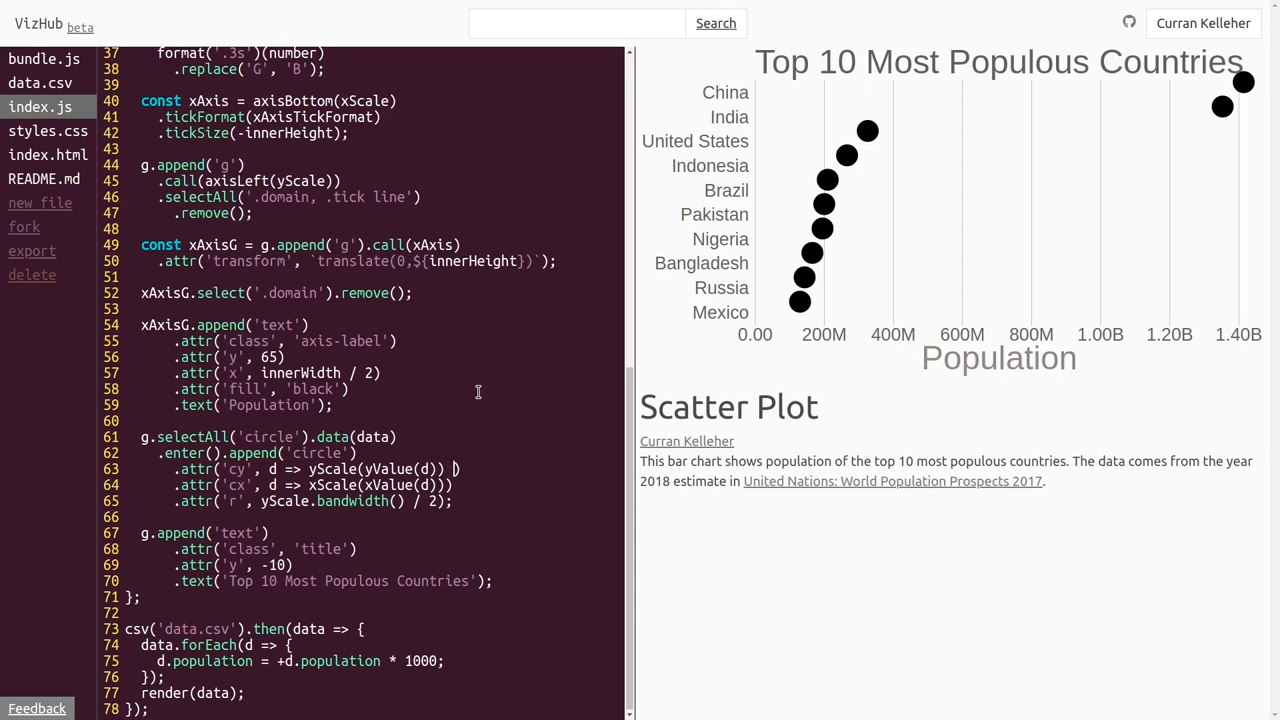 VizHub beta
Search
Curran Kelleher
bundle.js
data.csv
index.js
styles.css
index.html
README.md
new file
fork
export
delete
Feedback
37 format('.3s')(number)
38 .replace('G', 'B');
39
40 const xAxis = axisBottom(xScale)
41 .tickFormat(xAxisTickFormat)
42 .tickSize(-innerHeight);
43
44 g.append('g')
45 .call(axisLeft(yScale))
46 .selectAll('.domain, .tick line')
47 .remove();
48
49 const xAxisG = g.append('g').call(xAxis)
50 .attr('transform', `translate(0,${innerHeight})`);
51
52 xAxisG.select('.domain').remove();
53
54 xAxisG.append('text')
55 .attr('class', 'axis-label')
56 .attr('y', 65)
57 .attr('x', innerWidth / 2)
58 .attr('fill', 'black')
59 .text('Population');
60
61 g.selectAll('circle').data(data)
62 .enter().append('circle')
63 .attr('cy', d => yScale(yValue(d)) )
64 .attr('cx', d => xScale(xValue(d)))
65 .attr('r', yScale.bandwidth() / 2);
66
67 g.append('text')
68 .attr('class', 'title')
69 .attr('y', -10)
70 .text('Top 10 Most Populous Countries');
71 };
72
73 csv('data.csv').then(data => {
74 data.forEach(d => {
75 d.population = +d.population * 1000;
76 });
77 render(data);
78 });
Top 10 Most Populous Countries
China
India
United States
Indonesia
Brazil
Pakistan
Nigeria
Bangladesh
Russia
Mexico
0.00 200M 400M 600M 800M 1.00B 1.20B 1.40B
Population
Scatter Plot
Curran Kelleher
This bar chart shows population of the top 10 most populous countries. The data comes from the year
2018 estimate in United Nations: World Population Prospects 2017.